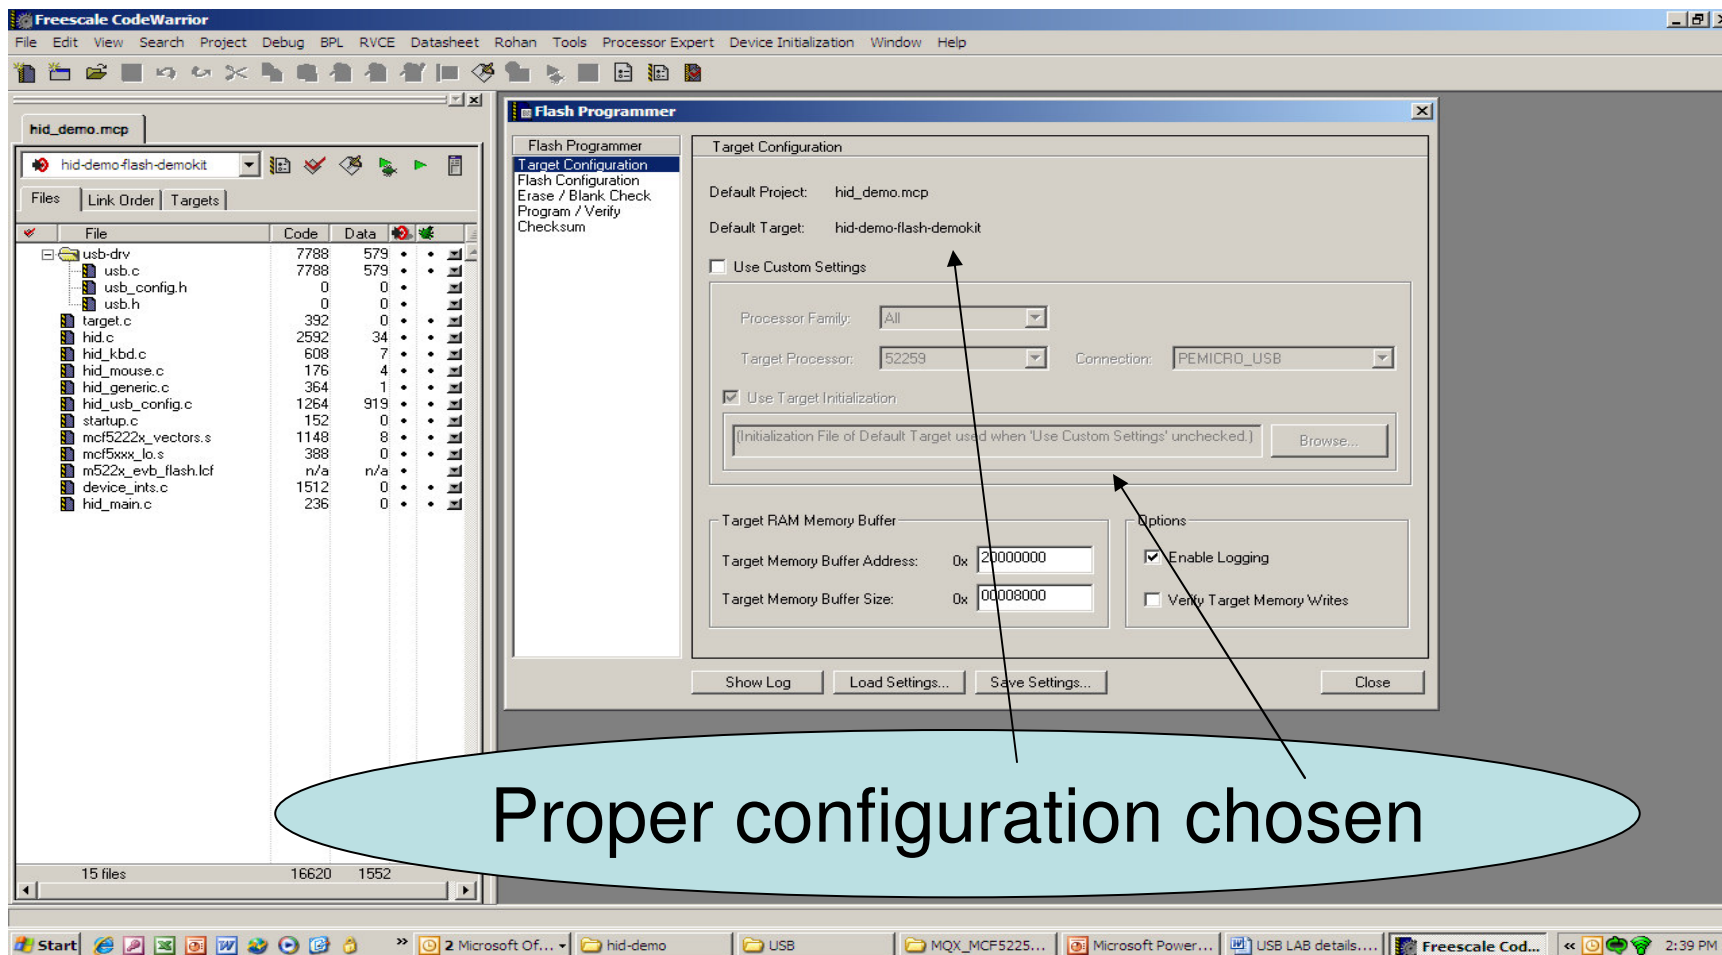 Freescale CodeWarrior
File Edit View Search Project Debug BPL RVCE Datasheet Rohan Tools Processor Expert Device Initialization Window Help
hid_demo.mcp
hid-demo-flash-demokit
Files Link Order Targets
File Code Data
usb-drv 7788 579
usb.c 7788 579
usb_config.h 0 0
usb.h 0 0
target.c 392 0
hid.c 2592 34
hid_kbd.c 608 7
hid_mouse.c 176 4
hid_generic.c 364 1
hid_usb_config.c 1264 919
startup.c 152 0
mcf5222x_vectors.s 1148 8
mcf5xxx_lo.s 388 0
m522x_evb_flash.lcf n/a n/a
device_ints.c 1512 0
hid_main.c 236 0
15 files 16620 1552
Flash Programmer
Flash Programmer
Target Configuration
Flash Configuration
Erase / Blank Check
Program / Verify
Checksum
Target Configuration
Default Project: hid_demo.mcp
Default Target: hid-demo-flash-demokit
Use Custom Settings
Processor Family: All
Target Processor: 52259 Connection: PEMICRO_USB
Use Target Initialization
(Initialization File of Default Target used when 'Use Custom Settings' unchecked.) Browse...
Target RAM Memory Buffer
Target Memory Buffer Address: 0x 20000000
Target Memory Buffer Size: 0x 00008000
Options
Enable Logging
Verify Target Memory Writes
Show Log Load Settings... Save Settings... Close
Proper configuration chosen
Start » 2 Microsoft Of... hid-demo USB MQX_MCF5225... Microsoft Power... USB LAB details.... Freescale Cod... « 2:39 PM